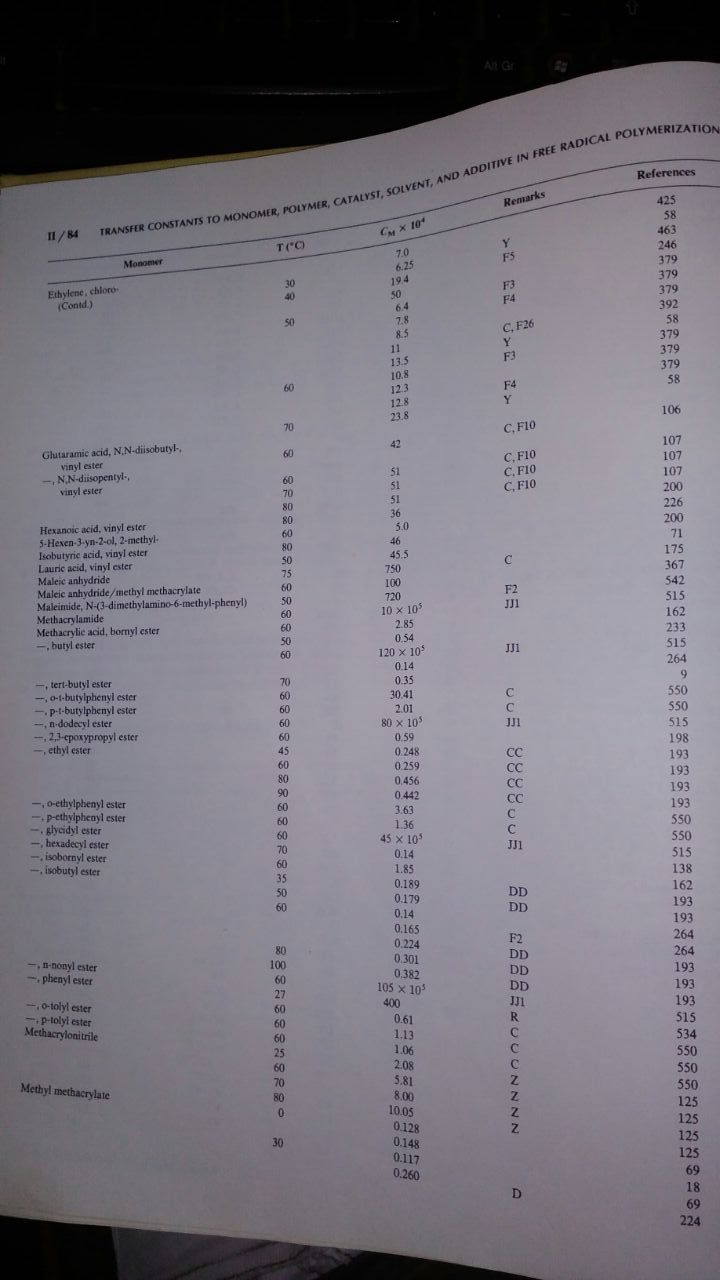 II / 84 TRANSFER CONSTANTS TO MONOMER, POLYMER, CATALYST, SOLVENT, AND ADDITIVE IN FREE RADICAL POLYMERIZATION
Monomer T (°C) C_M × 10⁴ Remarks References
7.0 425
Ethylene, chloro- 30 6.25 Y 58
(Contd.) 40 19.4 F5 463
50 246
50 6.4 F3 379
7.8 F4 379
8.5 379
11 C, F26 392
13.5 Y 58
60 10.8 F3 379
12.3 379
12.8 F4 379
70 23.8 Y 58
Glutaramic acid, N,N-diisobutyl-,
vinyl ester 60 42 C, F10 106
—, N,N-diisopentyl-,
vinyl ester 60 51 C, F10 107
70 51 C, F10 107
80 51 C, F10 107
Hexanoic acid, vinyl ester 80 36 200
5-Hexen-3-yn-2-ol, 2-methyl- 60 5.0 226
Isobutyric acid, vinyl ester 80 46 200
Lauric acid, vinyl ester 50 45.5 71
Maleic anhydride 75 750 C 175
Maleic anhydride/methyl methacrylate 60 100 367
Maleimide, N-(3-dimethylamino-6-methyl-phenyl) 50 720 F2 542
Methacrylamide 60 10 × 10⁵ JJ1 515
Methacrylic acid, bornyl ester 60 2.85 162
—, butyl ester 50 0.54 233
60 120 × 10⁵ JJ1 515
0.14 264
—, tert-butyl ester 70 0.35 9
—, o-t-butylphenyl ester 60 30.41 C 550
—, p-t-butylphenyl ester 60 2.01 C 550
—, n-dodecyl ester 60 80 × 10⁵ JJ1 515
—, 2,3-epoxypropyl ester 60 0.59 198
—, ethyl ester 45 0.248 CC 193
60 0.259 CC 193
80 0.456 CC 193
90 0.442 CC 193
—, o-ethylphenyl ester 60 3.63 C 550
—, p-ethylphenyl ester 60 1.36 C 550
—, glycidyl ester 60 45 × 10⁵ JJ1 515
—, hexadecyl ester 70 0.14 138
—, isobornyl ester 60 1.85 162
—, isobutyl ester 35 0.189 DD 193
50 0.179 DD 193
60 0.14 264
0.165 F2 264
0.224 DD 193
80 0.301 DD 193
100 0.382 DD 193
—, n-nonyl ester 60 105 × 10⁵ JJ1 515
—, phenyl ester 27 400 R 534
60 0.61 C 550
—, o-tolyl ester 60 1.13 C 550
—, p-tolyl ester 60 1.06 C 550
Methacrylonitrile 25 2.08 Z 125
60 5.81 Z 125
70 8.00 Z 125
80 10.05 Z 125
Methyl methacrylate 0 0.128 69
0.148 18
30 0.117 69
0.260 D 224